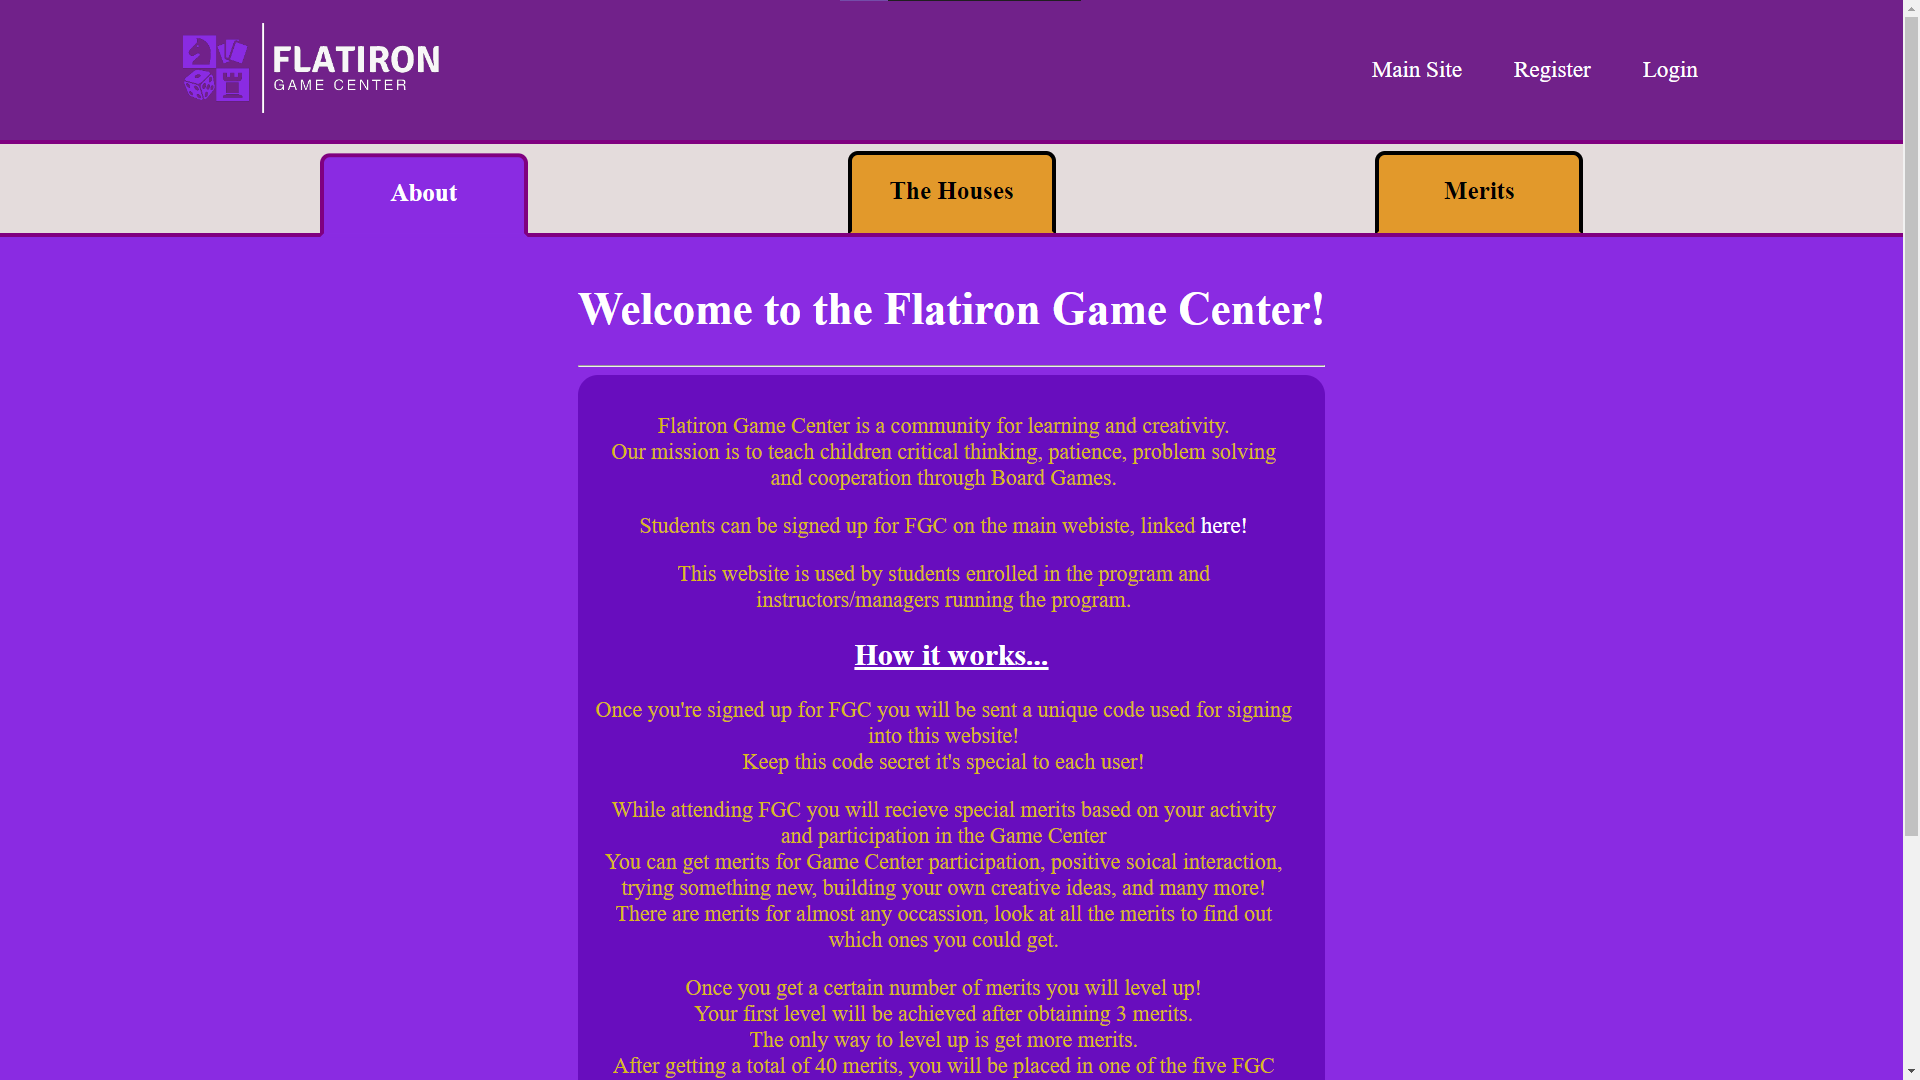 FLATIRON
GAME CENTER
Main Site
Register
Login
About
The Houses
Merits
Welcome to the Flatiron Game Center!
Flatiron Game Center is a community for learning and creativity.
Our mission is to teach children critical thinking, patience, problem solving
and cooperation through Board Games.
Students can be signed up for FGC on the main webiste, linked here!
This website is used by students enrolled in the program and
instructors/managers running the program.
How it works...
Once you're signed up for FGC you will be sent a unique code used for signing
into this website!
Keep this code secret it's special to each user!
While attending FGC you will recieve special merits based on your activity
and participation in the Game Center
You can get merits for Game Center participation, positive soical interaction,
trying something new, building your own creative ideas, and many more!
There are merits for almost any occassion, look at all the merits to find out
which ones you could get.
Once you get a certain number of merits you will level up!
Your first level will be achieved after obtaining 3 merits.
The only way to level up is get more merits.
After getting a total of 40 merits, you will be placed in one of the five FGC